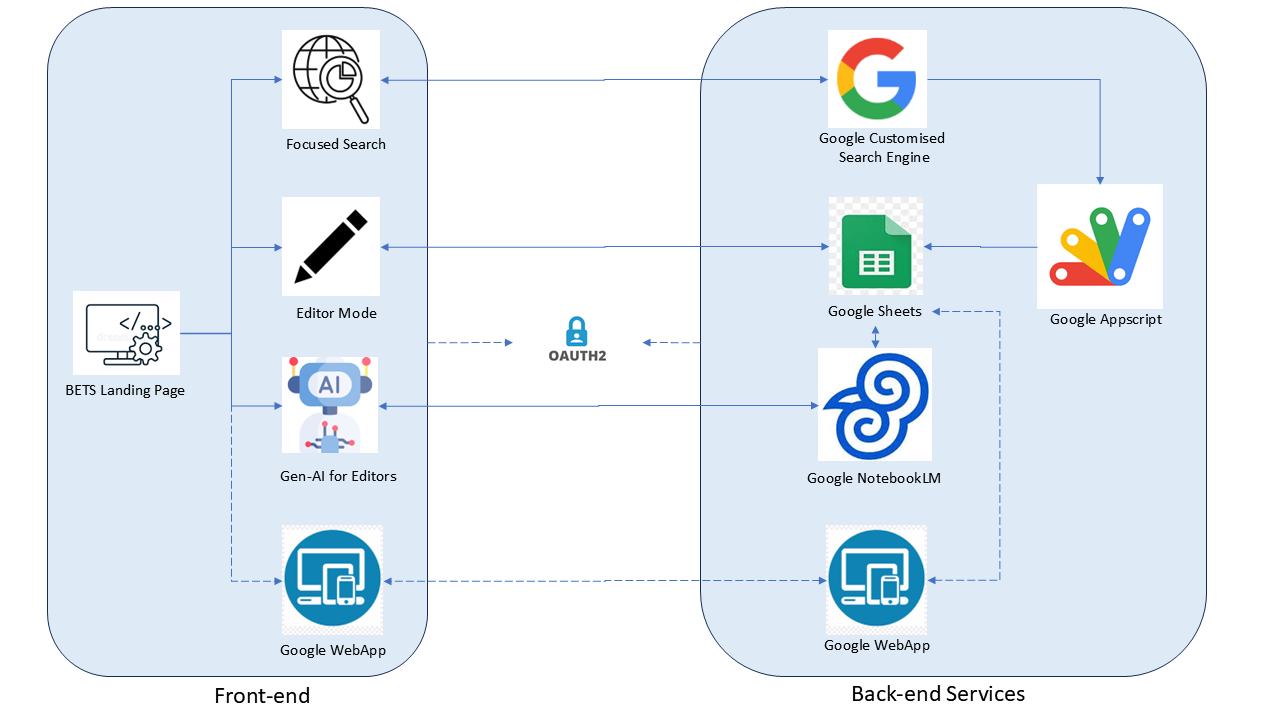 Focused Search
Google Customised
Search Engine
Editor Mode
Google Sheets
Google Appscript
</...>
BETS Landing Page
OAUTH2
AI
Gen-AI for Editors
Google NotebookLM
Google WebApp
Google WebApp
Front-end
Back-end Services